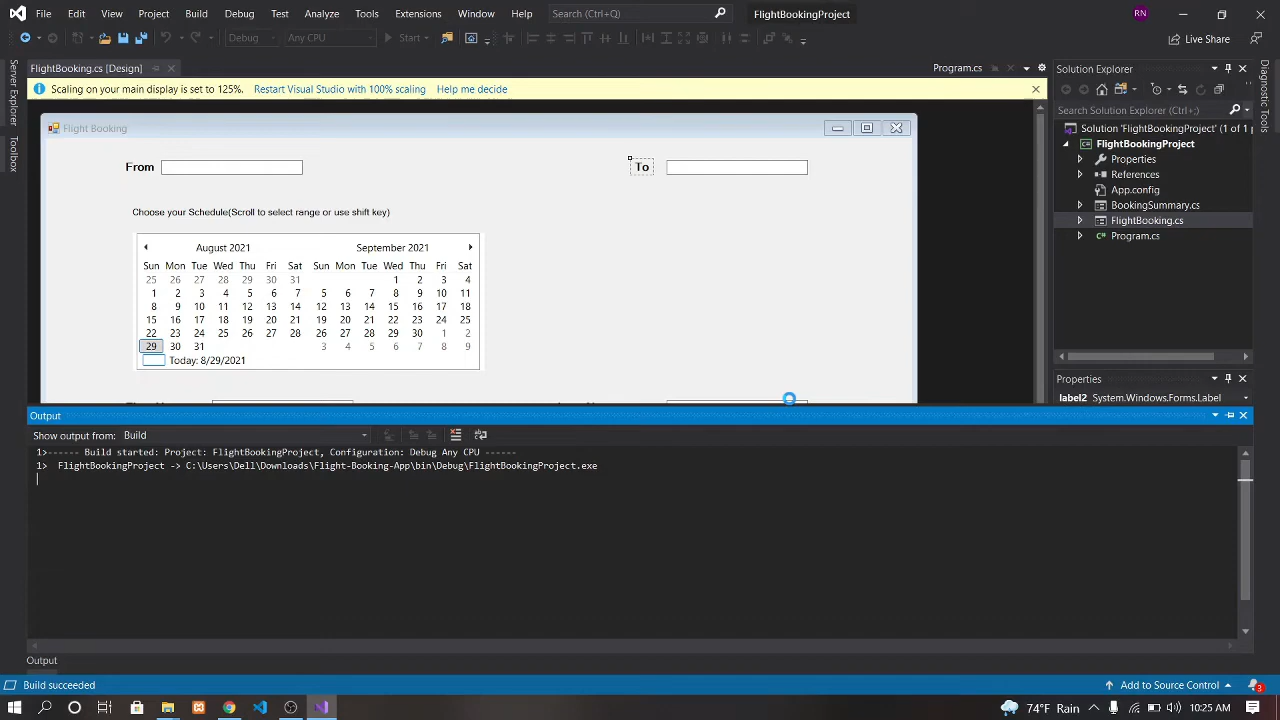 File Edit View Project Build Debug Test Analyze Tools Extensions Window Help Search (Ctrl+Q) FlightBookingProject RN
Debug Any CPU Start Live Share
FlightBooking.cs [Design] Program.cs
Scaling on your main display is set to 125%. Restart Visual Studio with 100% scaling Help me decide
Server Explorer
Toolbox
Flight Booking
From To
Choose your Schedule(Scroll to select range or use shift key)
August 2021 September 2021
Sun Mon Tue Wed Thu Fri Sat Sun Mon Tue Wed Thu Fri Sat
25 26 27 28 29 30 31 1 2 3 4
1 2 3 4 5 6 7 5 6 7 8 9 10 11
8 9 10 11 12 13 14 12 13 14 15 16 17 18
15 16 17 18 19 20 21 19 20 21 22 23 24 25
22 23 24 25 26 27 28 26 27 28 29 30 1 2
29 30 31 3 4 5 6 7 8 9
Today: 8/29/2021
Solution Explorer
Search Solution Explorer (Ctrl+;)
Solution 'FlightBookingProject' (1 of 1
FlightBookingProject
Properties
References
App.config
BookingSummary.cs
FlightBooking.cs
Program.cs
Properties
label2 System.Windows.Forms.Label
Diagnostic Tools
Output
Show output from: Build
1>------ Build started: Project: FlightBookingProject, Configuration: Debug Any CPU ------
1>  FlightBookingProject -> C:\Users\Dell\Downloads\Flight-Booking-App\bin\Debug\FlightBookingProject.exe
Output
Build succeeded Add to Source Control 3
74°F Rain 10:25 AM